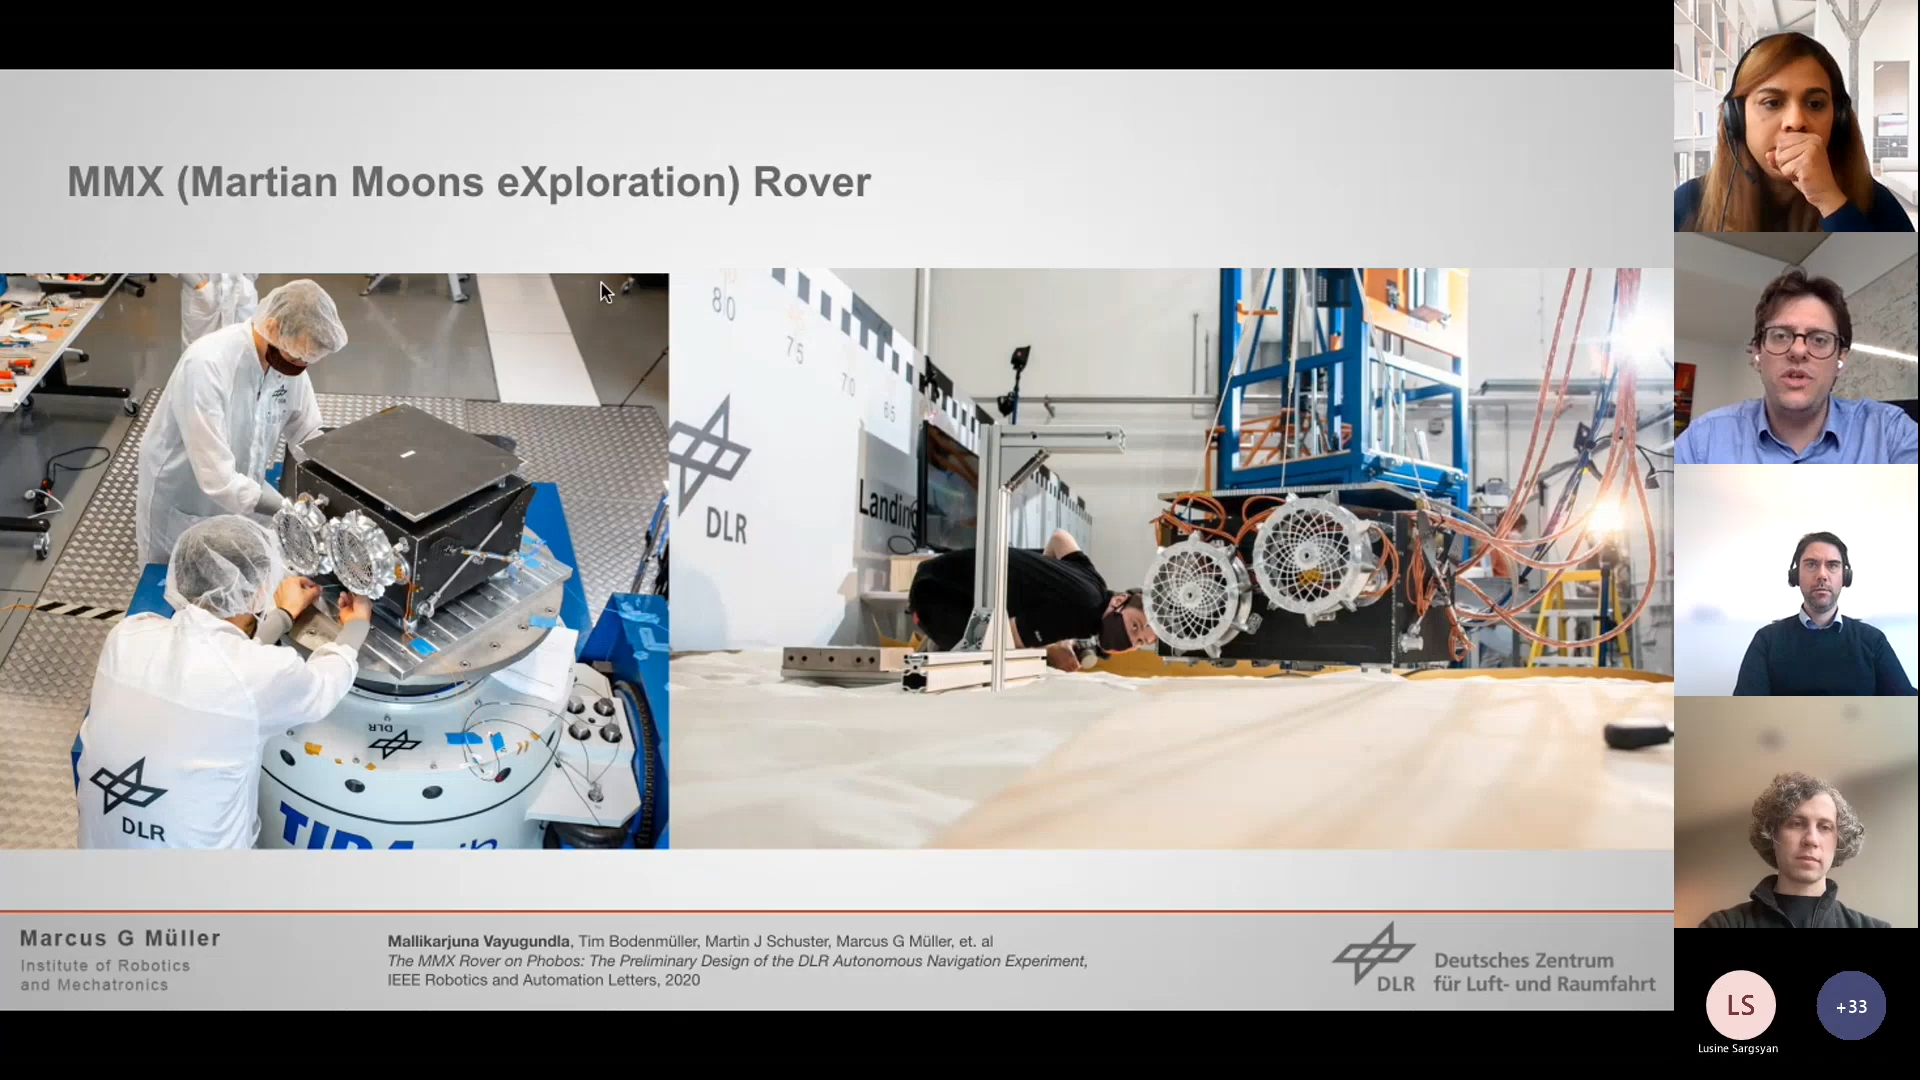 MMX (Martian Moons eXploration) Rover
80
75
70
65
DLR
Landing
DLR
DLR
Marcus G Müller
Institute of Robotics
and Mechatronics
Mallikarjuna Vayugundla, Tim Bodenmüller, Martin J Schuster, Marcus G Müller, et. al
The MMX Rover on Phobos: The Preliminary Design of the DLR Autonomous Navigation Experiment,
IEEE Robotics and Automation Letters, 2020
DLR
Deutsches Zentrum
für Luft- und Raumfahrt
LS
Lusine Sargsyan
+33